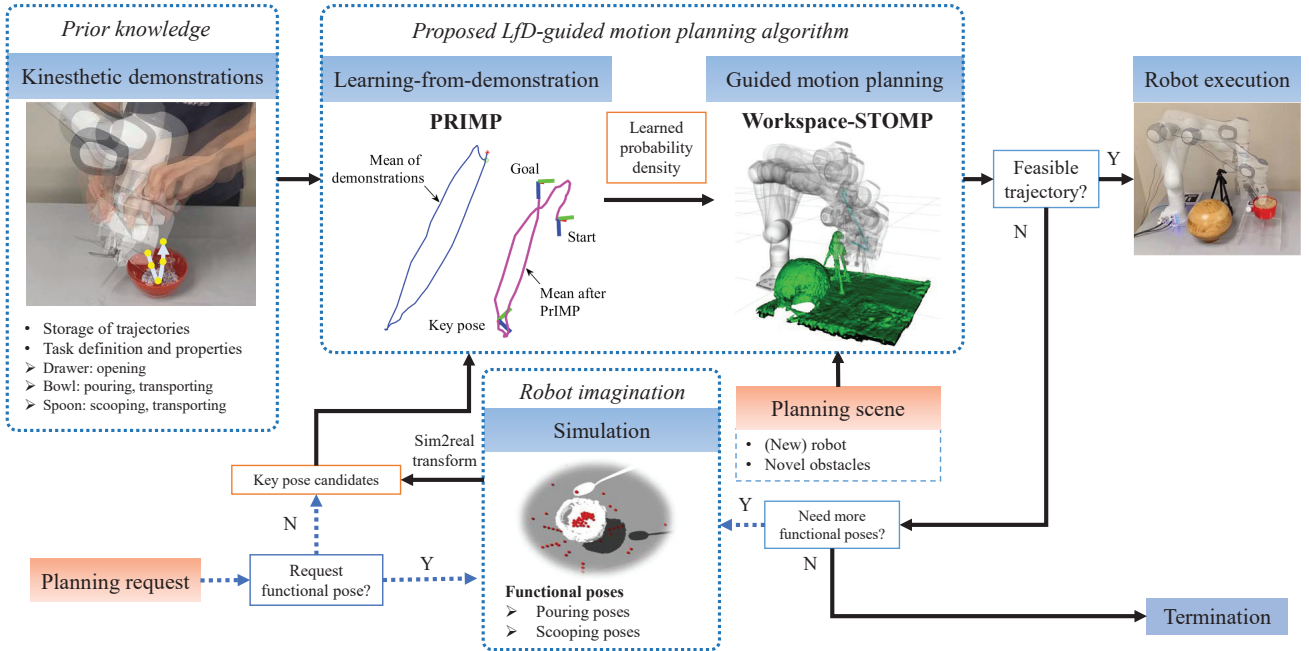 Prior knowledge
Kinesthetic demonstrations
• Storage of trajectories
• Task definition and properties
➢ Drawer: opening
➢ Bowl: pouring, transporting
➢ Spoon: scooping, transporting
Proposed LfD-guided motion planning algorithm
Learning-from-demonstration
PRIMP
Mean of
demonstrations
Goal
Start
Mean after
PrIMP
Key pose
Learned
probability
density
Guided motion planning
Workspace-STOMP
Feasible
trajectory?
Y
N
Robot execution
Planning scene
• (New) robot
• Novel obstacles
Robot imagination
Simulation
Functional poses
➢ Pouring poses
➢ Scooping poses
Sim2real
transform
Key pose candidates
N
Planning request
Request
functional pose?
Y
Y
Need more
functional poses?
N
Termination